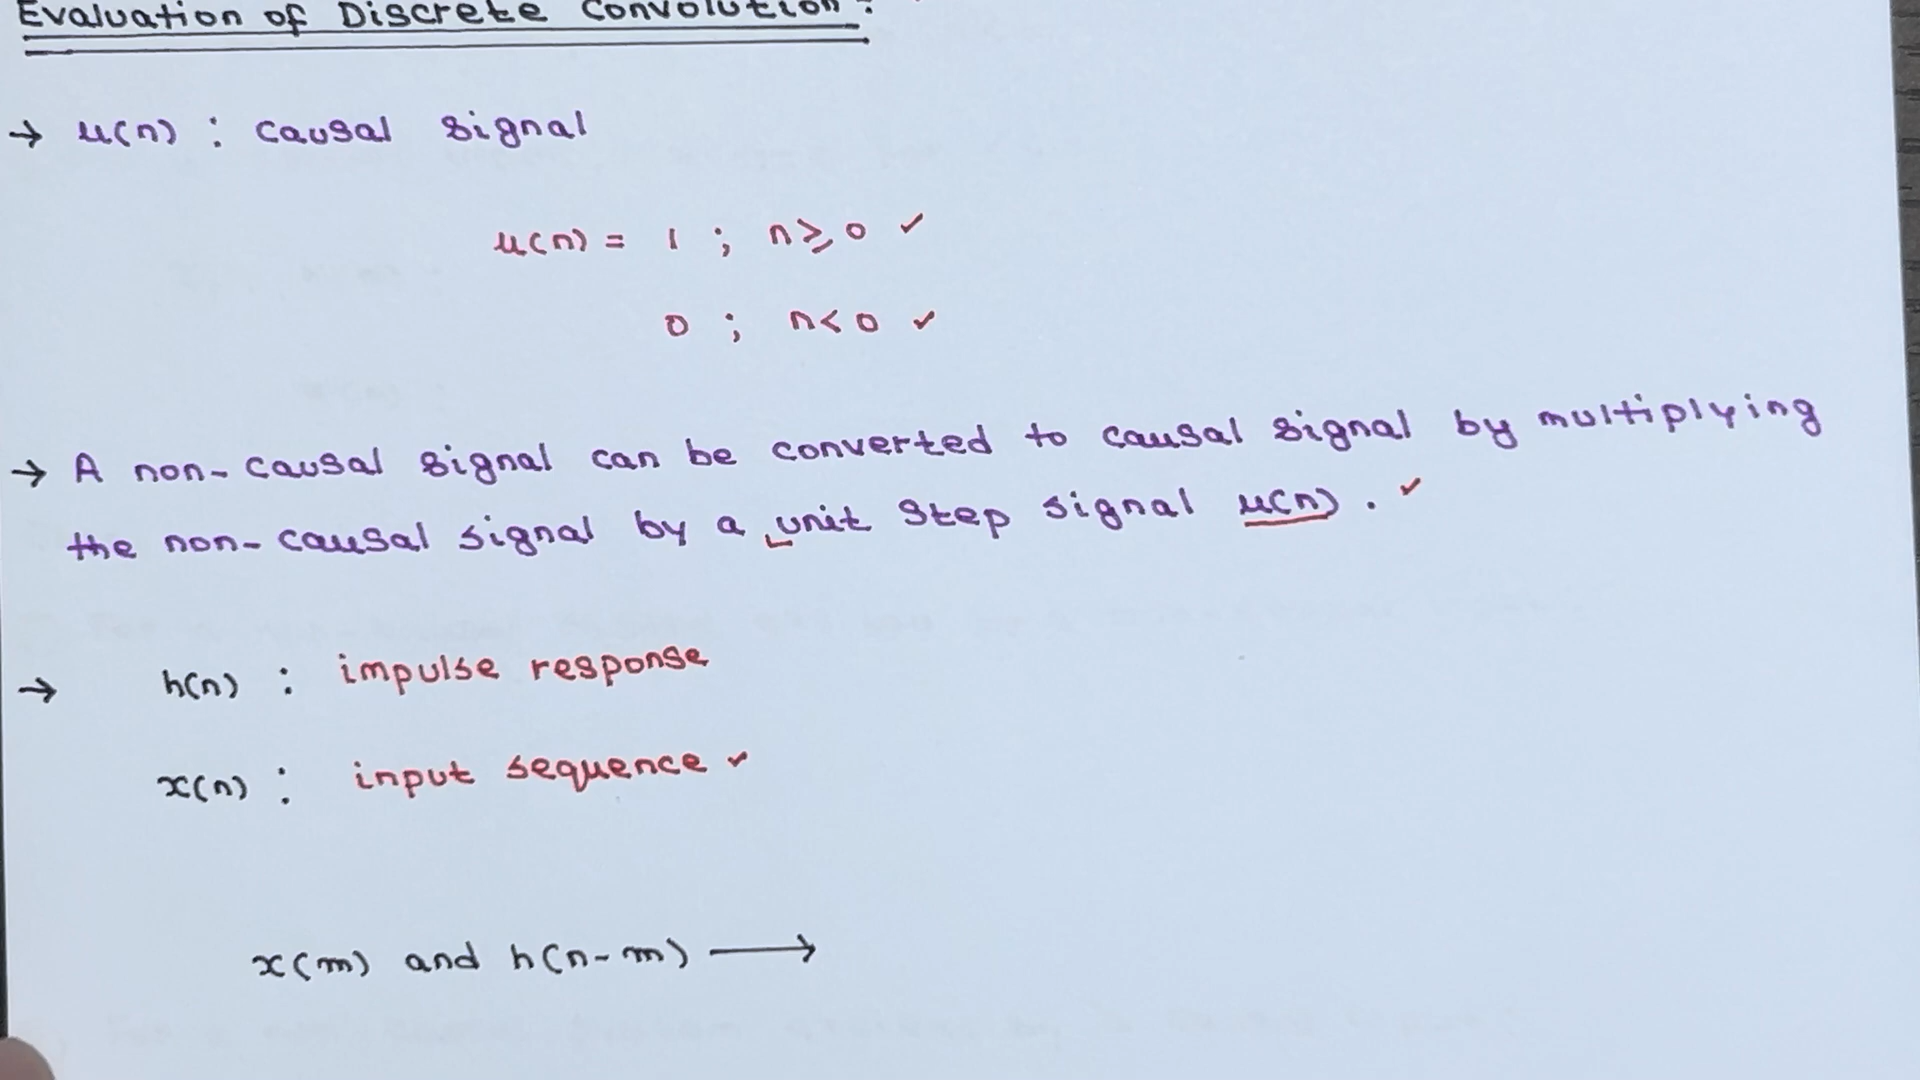 Evaluation of Discrete Convolution :
→ u(n) : causal signal
u(n) = 1 ; n ≥ 0 ✓
0 ; n < 0 ✓
→ A non-causal signal can be converted to causal signal by multiplying
the non-causal signal by a unit step signal u(n) . ✓
→ h(n) : impulse response
x(n) : input sequence ✓
x(m) and h(n-m) →